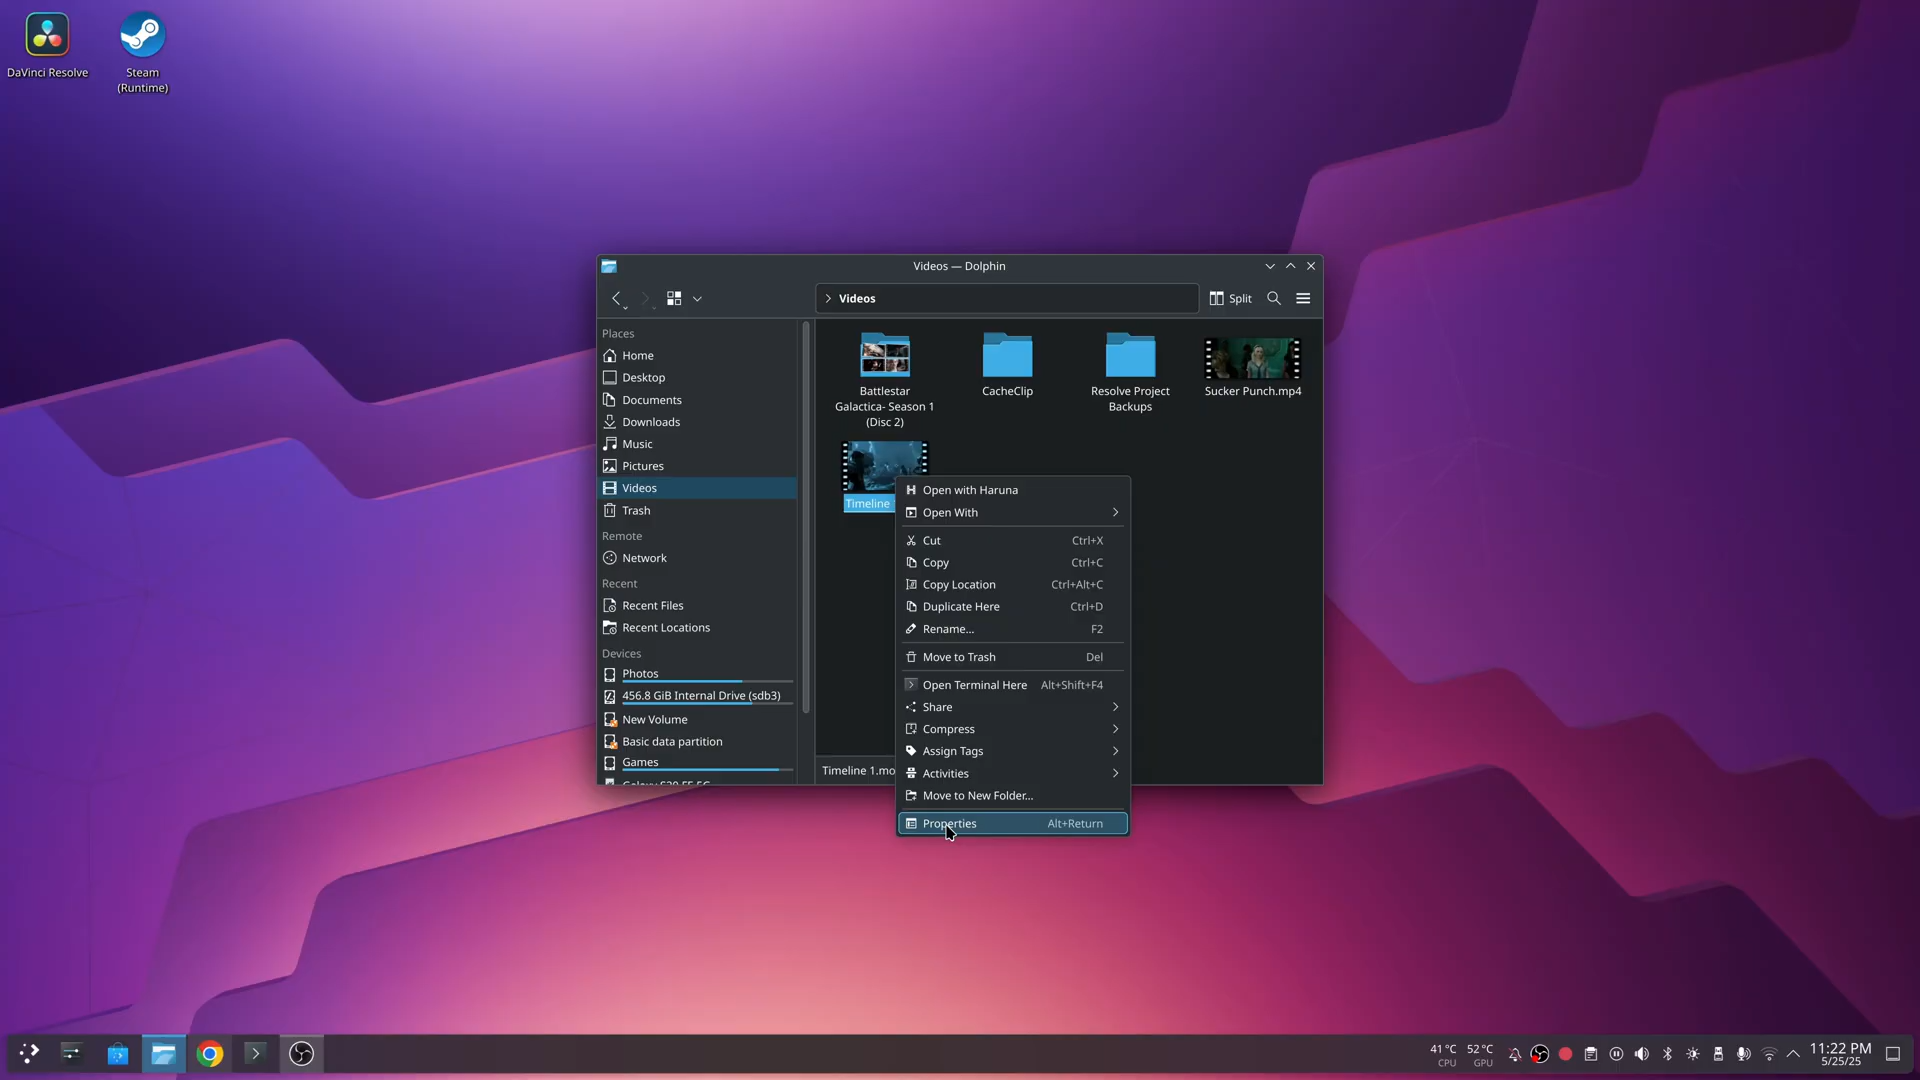 DaVinci Resolve
Steam
(Runtime)
Videos — Dolphin
Videos
Split
Places
Home
Desktop
Documents
Downloads
Music
Pictures
Videos
Trash
Remote
Network
Recent
Recent Files
Recent Locations
Devices
Photos
456.8 GiB Internal Drive (sdb3)
New Volume
Basic data partition
Games
Battlestar
Galactica- Season 1
(Disc 2)
CacheClip
Resolve Project
Backups
Sucker Punch.mp4
Timeline
Timeline 1.mo
Open with Haruna
Open With
Cut Ctrl+X
Copy Ctrl+C
Copy Location Ctrl+Alt+C
Duplicate Here Ctrl+D
Rename... F2
Move to Trash Del
Open Terminal Here Alt+Shift+F4
Share
Compress
Assign Tags
Activities
Move to New Folder...
Properties Alt+Return
41°C 52°C
CPU GPU
11:22 PM
5/25/25